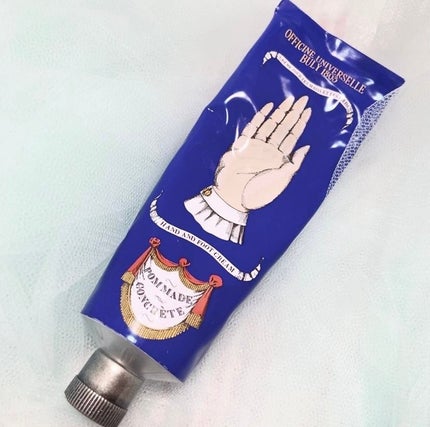 OFFICINE UNIVERSELLE
BULY 1803
HAND AND FOOT CREAM
POMMADE
CONCRÈTE